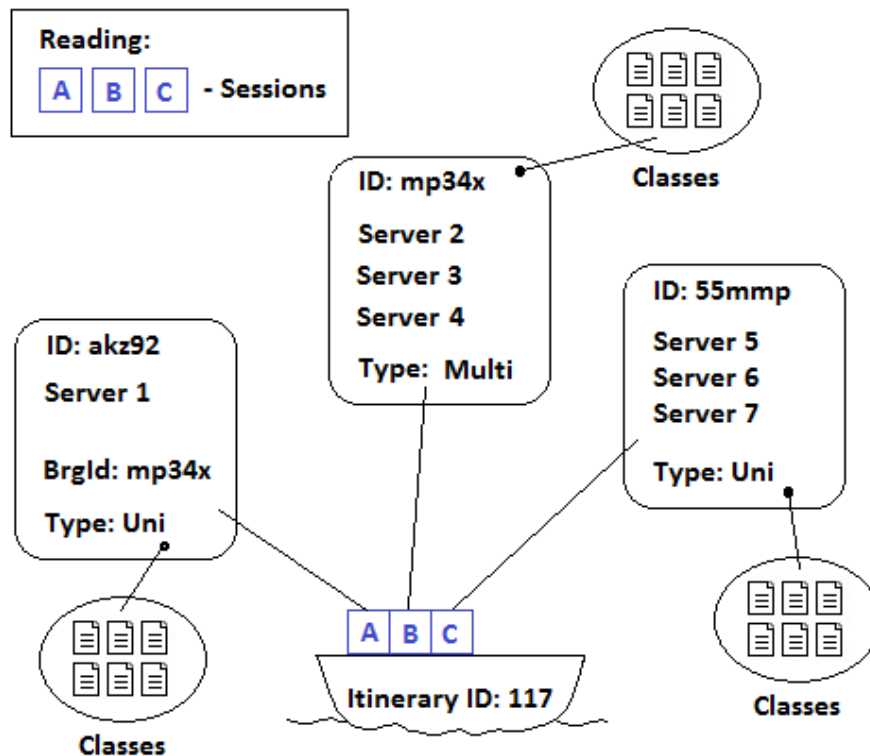 Reading:
A B C - Sessions
Classes
ID: mp34x
Server 2
Server 3
Server 4
Type: Multi
ID: 55mmp
Server 5
Server 6
Server 7
Type: Uni
Classes
ID: akz92
Server 1
BrgId: mp34x
Type: Uni
Classes
A B C
Itinerary ID: 117